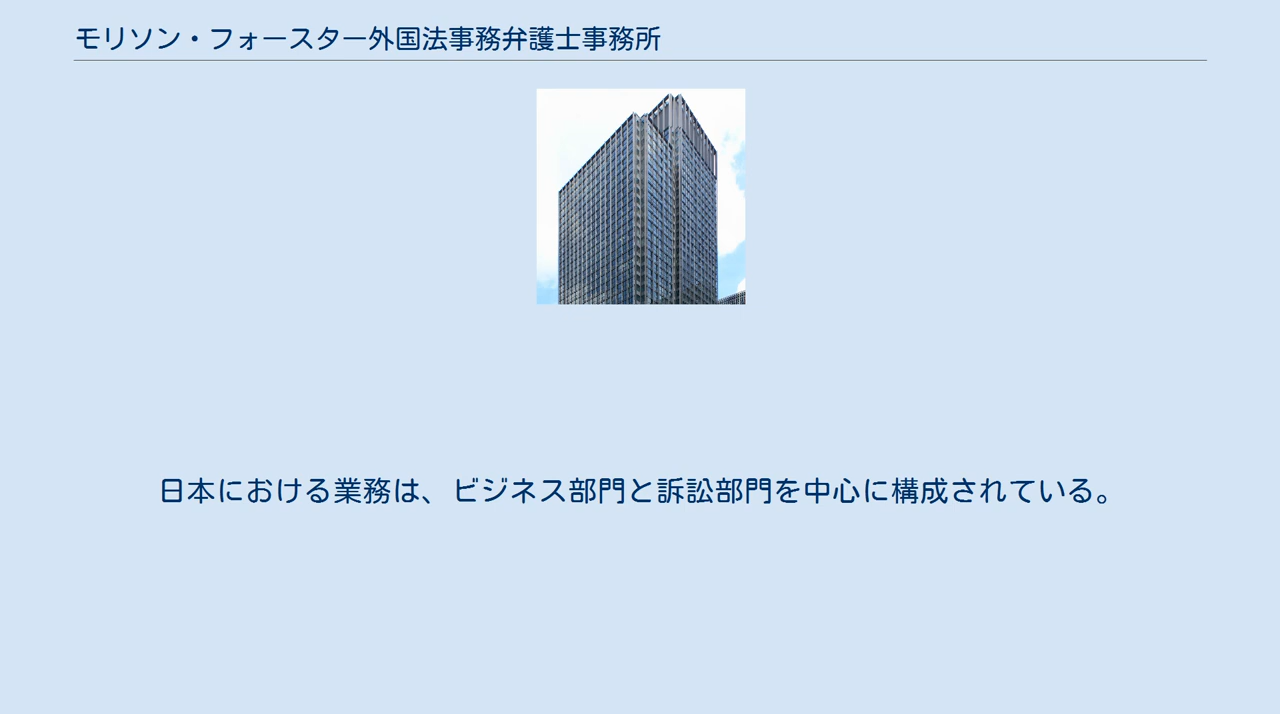 モリソン・フォースター外国法事務弁護士事務所
日本における業務は、ビジネス部門と訴訟部門を中心に構成されている。